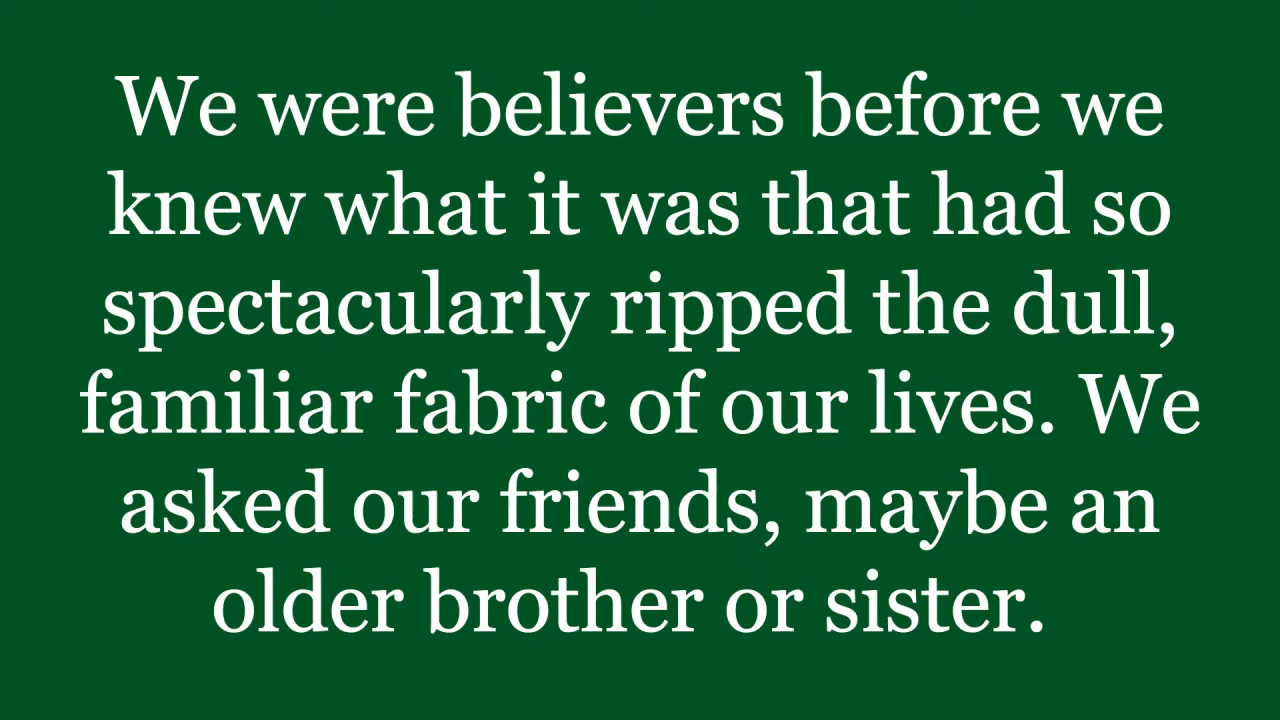 We were believers before we
knew what it was that had so
spectacularly ripped the dull,
familiar fabric of our lives. We
asked our friends, maybe an
older brother or sister.